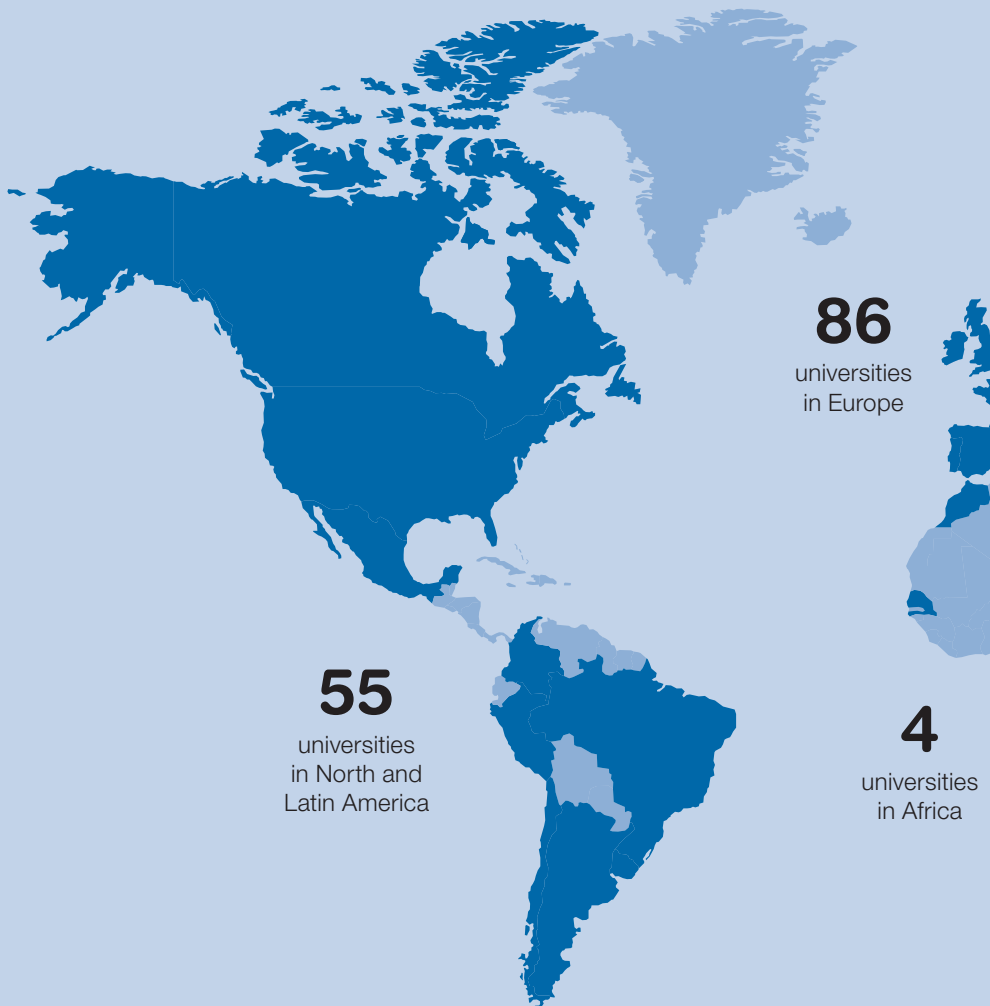 86
universities
in Europe
55
universities
in North and
Latin America
4
universities
in Africa